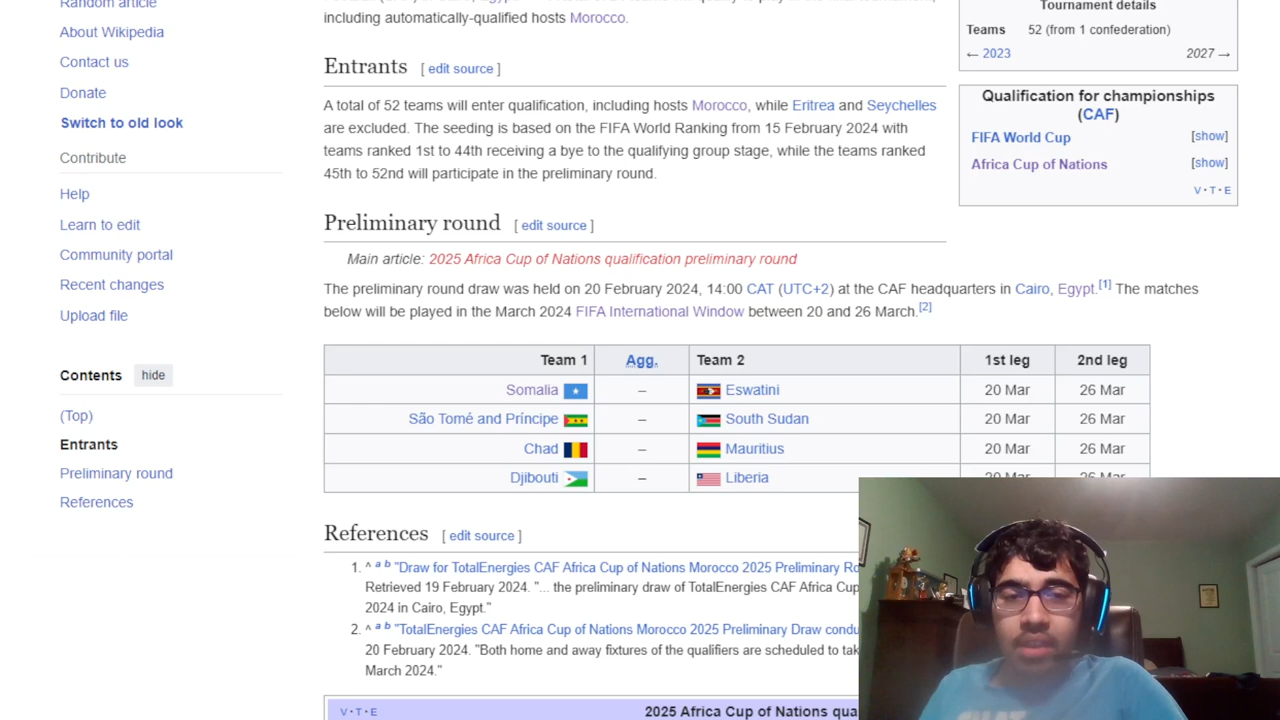 Random article
About Wikipedia
Contact us
Donate
Switch to old look
Contribute
Help
Learn to edit
Community portal
Recent changes
Upload file
Contents hide
(Top)
Entrants
Preliminary round
References
including automatically-qualified hosts Morocco.
Entrants [ edit source ]
A total of 52 teams will enter qualification, including hosts Morocco, while Eritrea and Seychelles
are excluded. The seeding is based on the FIFA World Ranking from 15 February 2024 with
teams ranked 1st to 44th receiving a bye to the qualifying group stage, while the teams ranked
45th to 52nd will participate in the preliminary round.
Tournament details
Teams 52 (from 1 confederation)
← 2023 2027 →
Qualification for championships
(CAF)
FIFA World Cup [show]
Africa Cup of Nations [show]
V · T · E
Preliminary round [ edit source ]
Main article: 2025 Africa Cup of Nations qualification preliminary round
The preliminary round draw was held on 20 February 2024, 14:00 CAT (UTC+2) at the CAF headquarters in Cairo, Egypt.[1] The matches
below will be played in the March 2024 FIFA International Window between 20 and 26 March.[2]
Team 1 Agg. Team 2 1st leg 2nd leg
Somalia – Eswatini 20 Mar 26 Mar
São Tomé and Príncipe – South Sudan 20 Mar 26 Mar
Chad – Mauritius 20 Mar 26 Mar
Djibouti – Liberia 20 Mar 26 Mar
References [ edit source ]
1. ^ a b "Draw for TotalEnergies CAF Africa Cup of Nations Morocco 2025 Preliminary Ro
Retrieved 19 February 2024. "... the preliminary draw of TotalEnergies CAF Africa Cup
2024 in Cairo, Egypt."
2. ^ a b "TotalEnergies CAF Africa Cup of Nations Morocco 2025 Preliminary Draw condu
20 February 2024. "Both home and away fixtures of the qualifiers are scheduled to tak
March 2024."
V · T · E 2025 Africa Cup of Nations qua